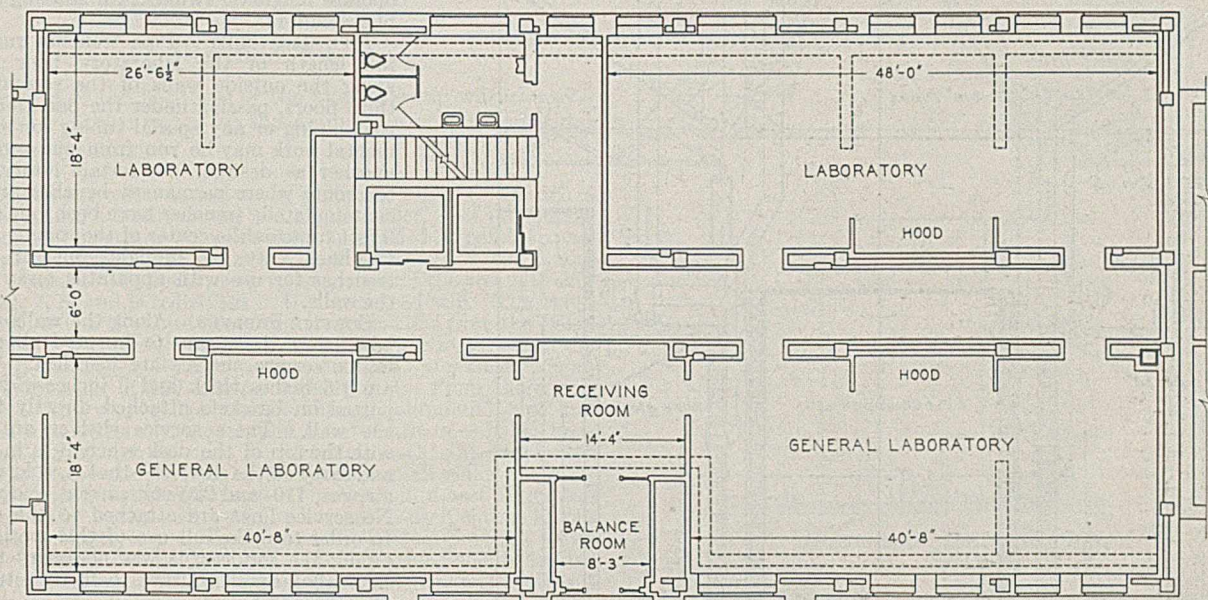 26'-6½"
48'-0"
18'-4"
LABORATORY
LABORATORY
HOOD
6'-0
HOOD
HOOD
RECEIVING
ROOM
18'-4"
14'-4"
GENERAL LABORATORY
GENERAL LABORATORY
40'-8"
BALANCE
ROOM
40'-8"
8'-3"